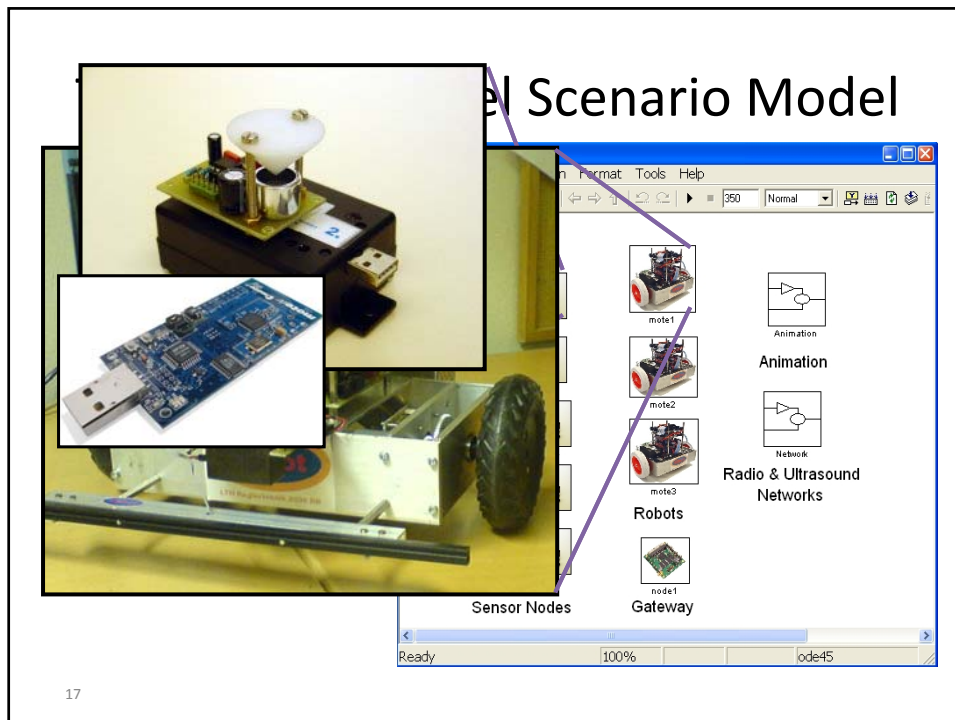 el Scenario Model
Format Tools Help
350 Normal
2.
mote1
Animation
Animation
mote2
Network
Radio & Ultrasound
Networks
mote3
Robots
node1
Sensor Nodes
Gateway
Ready 100% ode45
17